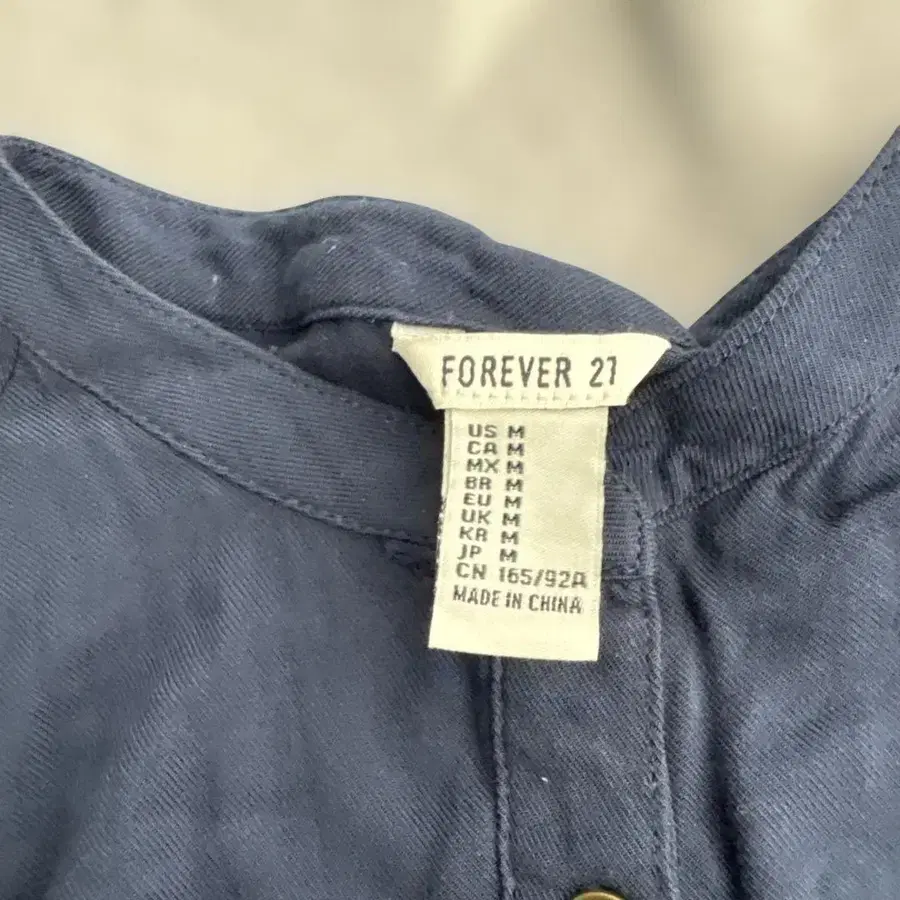 FOREVER 21
US M
CA M
MX M
BR M
EU M
UK M
KR M
JP M
CN 165/92A
MADE IN CHINA